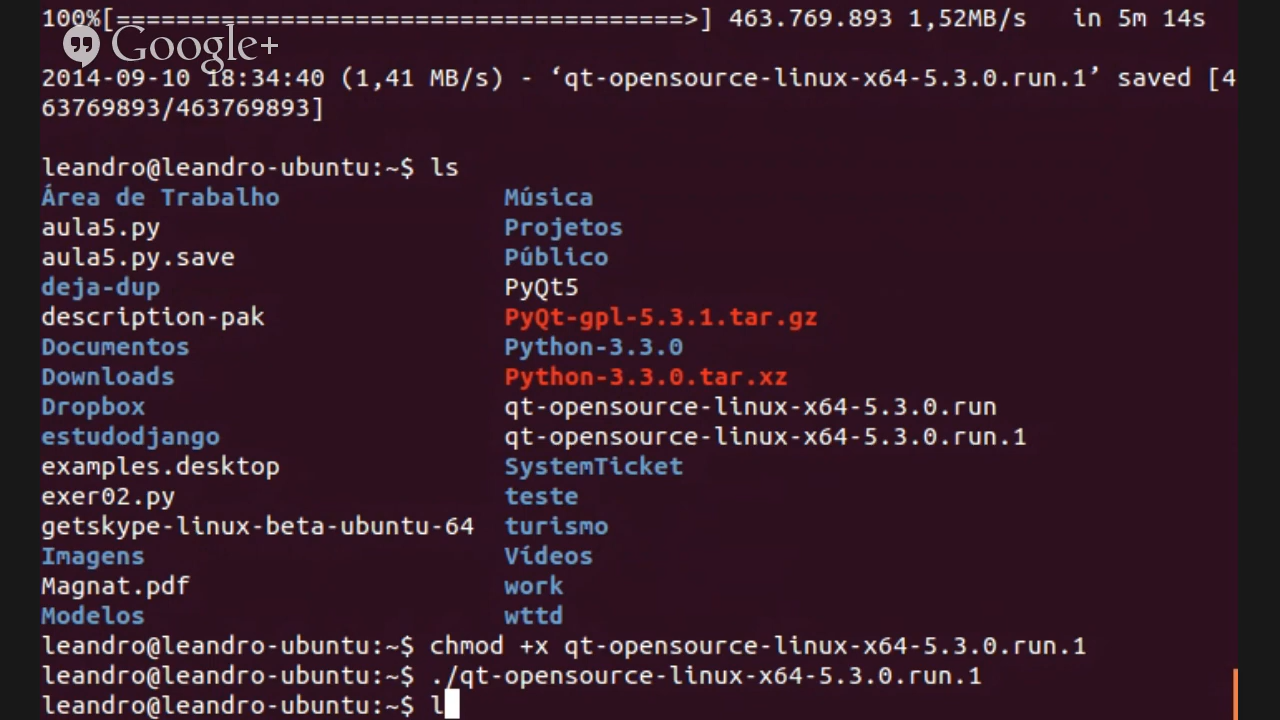 100%[======================================>] 463.769.893 1,52MB/s   in 5m 14s
Google+
2014-09-10 18:34:40 (1,41 MB/s) - ‘qt-opensource-linux-x64-5.3.0.run.1’ saved [4
63769893/463769893]
leandro@leandro-ubuntu:~$ ls
Área de Trabalho Música
aula5.py Projetos
aula5.py.save Público
deja-dup PyQt5
description-pak PyQt-gpl-5.3.1.tar.gz
Documentos Python-3.3.0
Downloads Python-3.3.0.tar.xz
Dropbox qt-opensource-linux-x64-5.3.0.run
estudodjango qt-opensource-linux-x64-5.3.0.run.1
examples.desktop SystemTicket
exer02.py teste
getskype-linux-beta-ubuntu-64 turismo
Imagens Vídeos
Magnat.pdf work
Modelos wttd
leandro@leandro-ubuntu:~$ chmod +x qt-opensource-linux-x64-5.3.0.run.1
leandro@leandro-ubuntu:~$ ./qt-opensource-linux-x64-5.3.0.run.1
leandro@leandro-ubuntu:~$ l